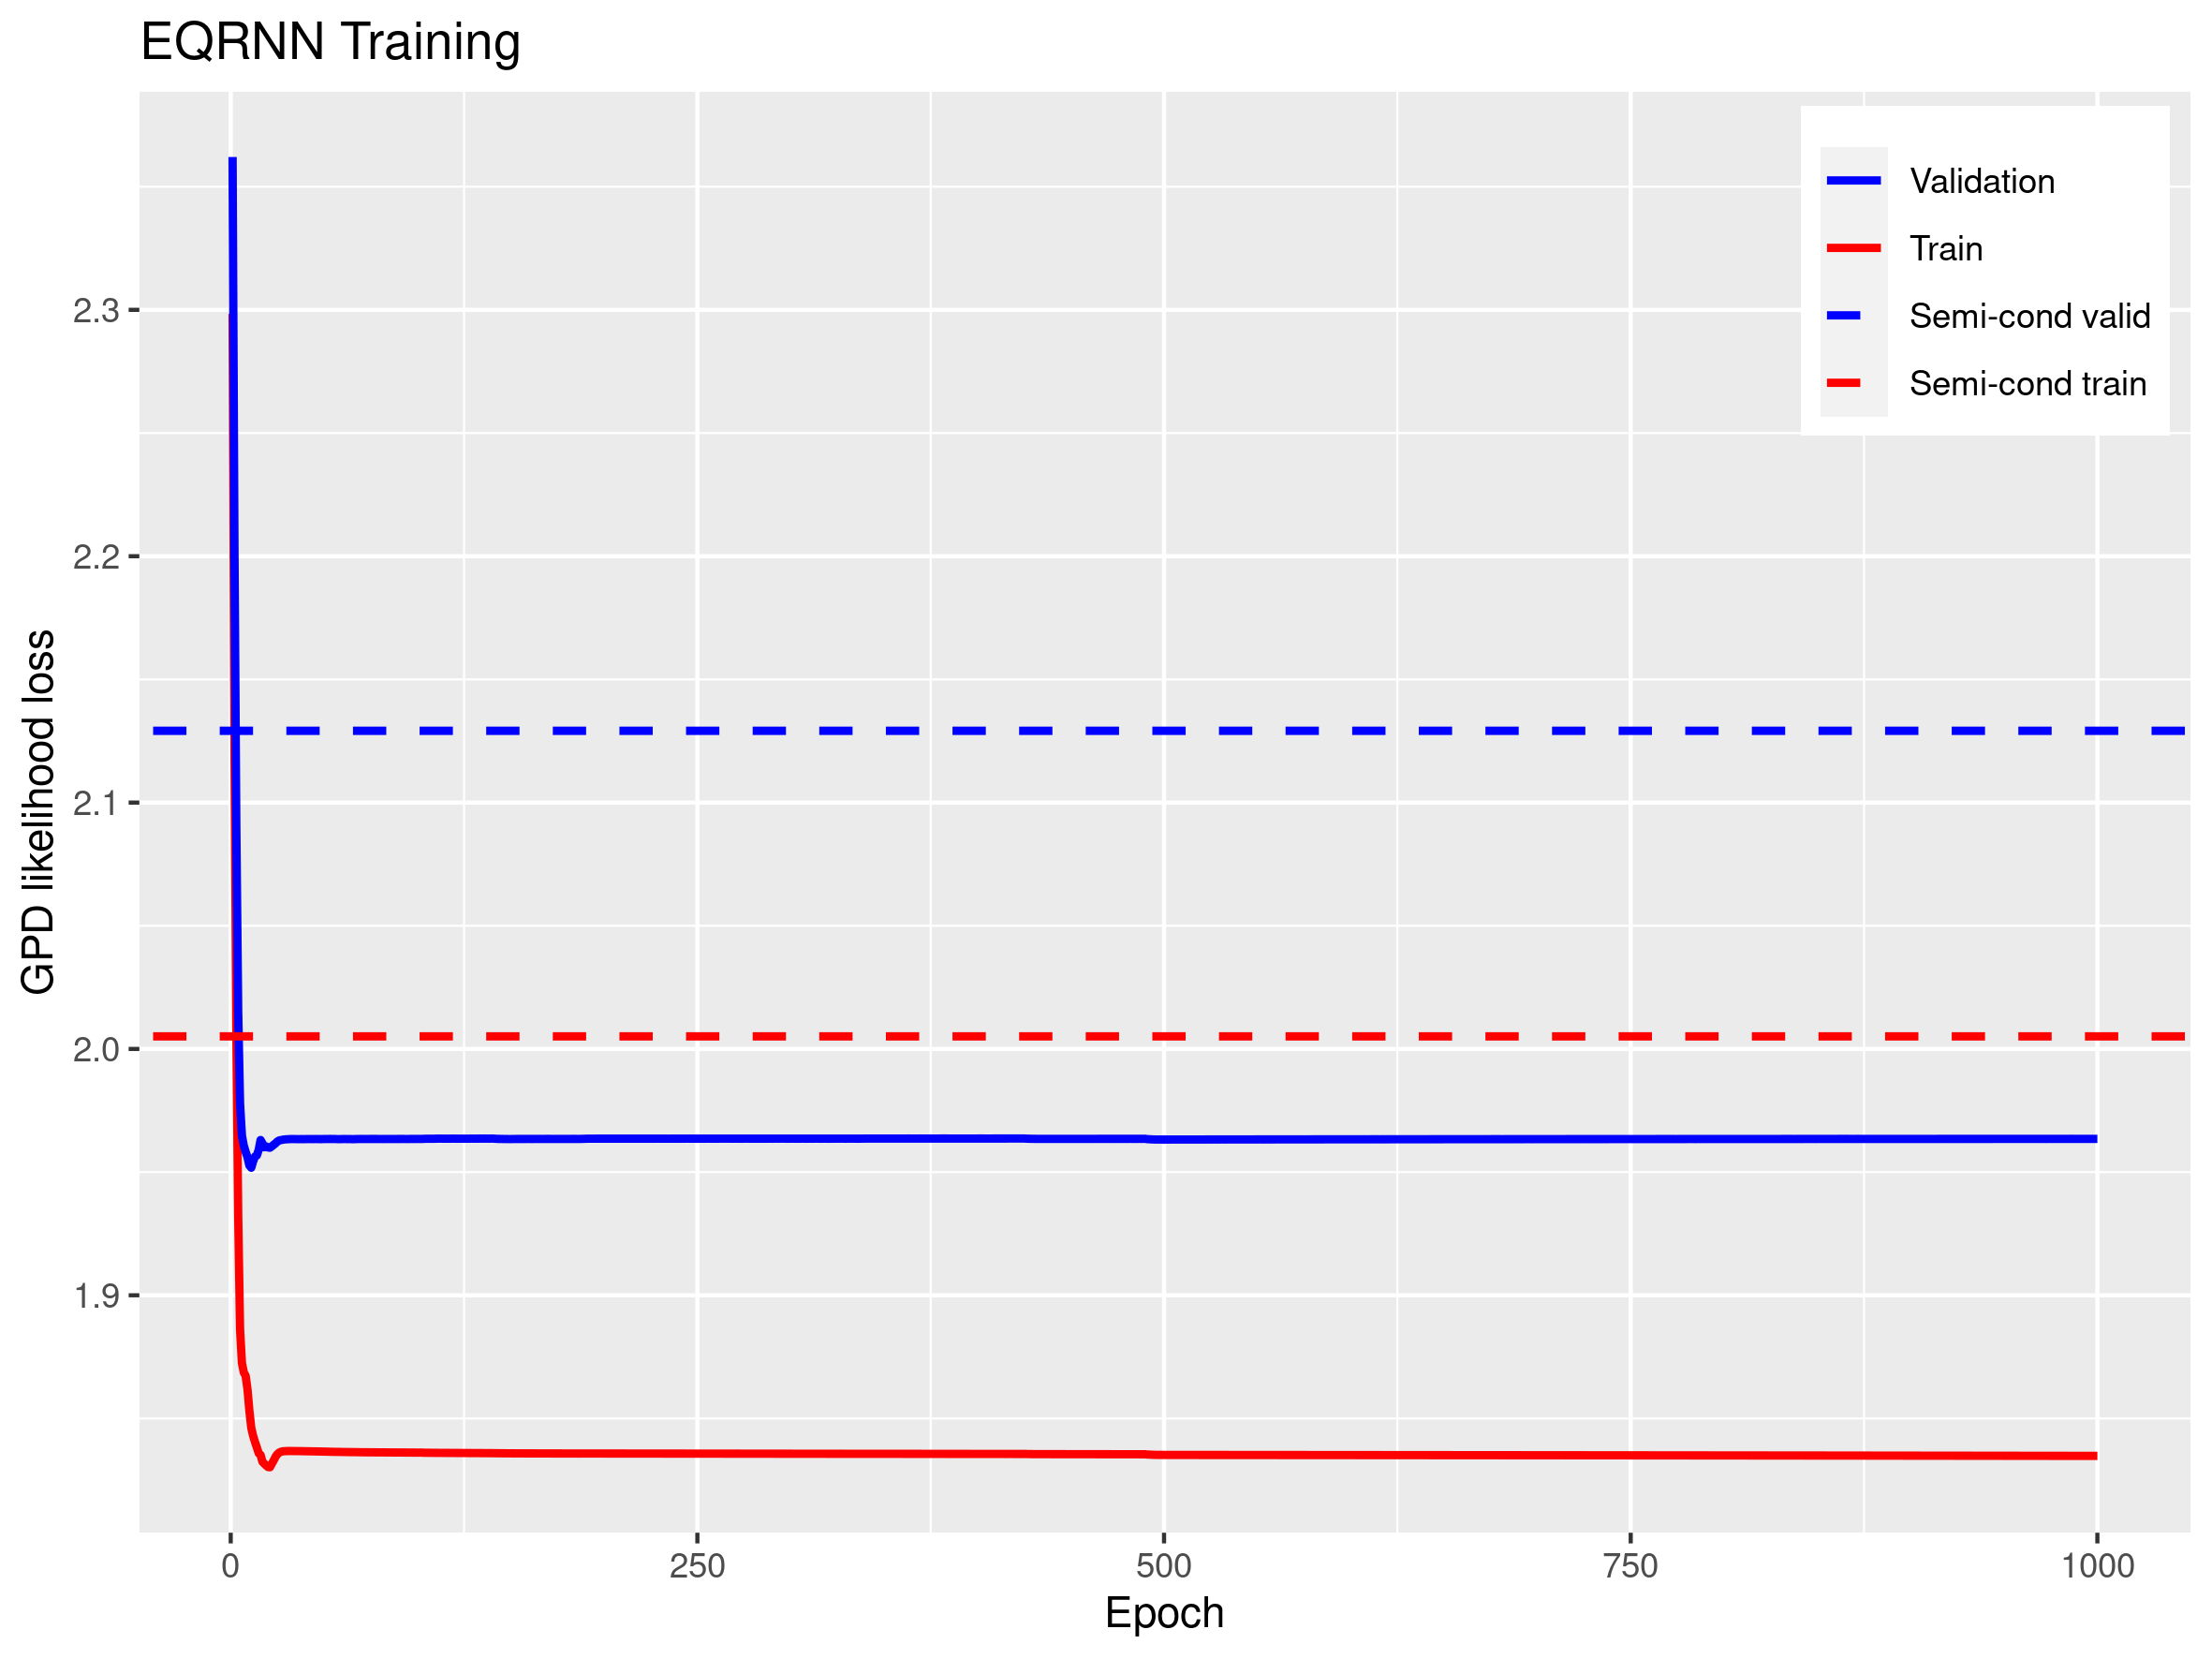 EQRNN Training
Validation
Train
Semi-cond valid
Semi-cond train
GPD likelihood loss
2.3
2.2
2.1
2.0
1.9
0 250 500 750 1000
Epoch